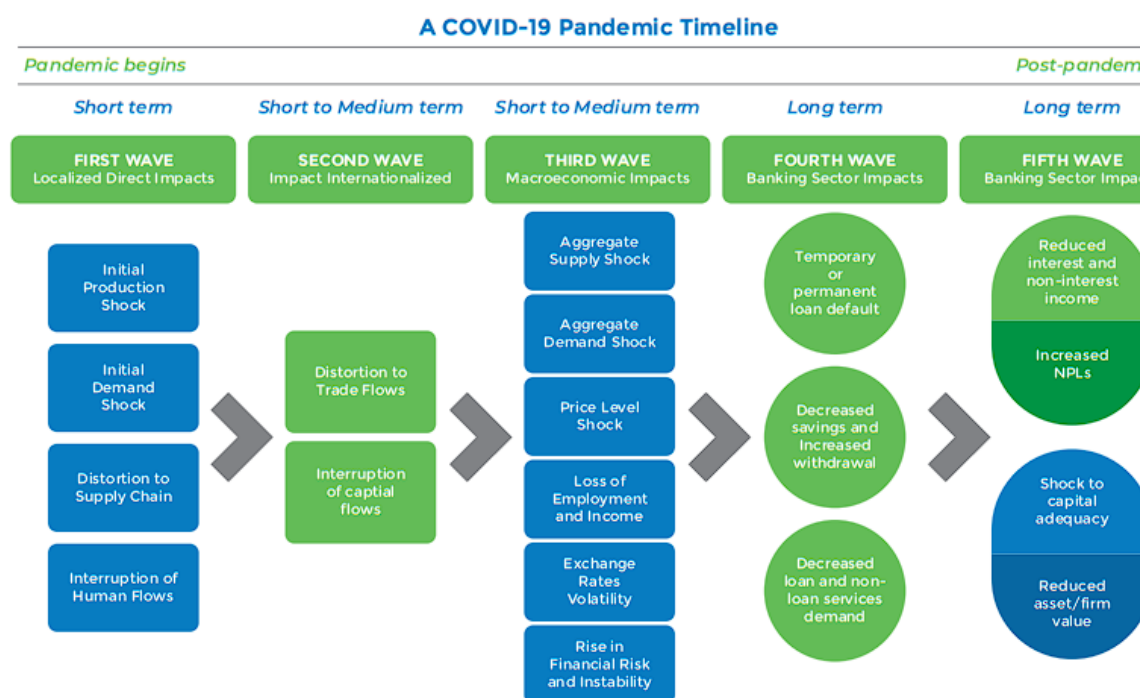 A COVID-19 Pandemic Timeline
Pandemic begins
Post-pandem
Short term
Short to Medium term
Short to Medium term
Long term
Long term
FIRST WAVE
Localized Direct Impacts
SECOND WAVE
Impact Internationalized
THIRD WAVE
Macroeconomic Impacts
FOURTH WAVE
Banking Sector Impacts
FIFTH WAVE
Banking Sector Impac
Initial
Production
Shock
Initial
Demand
Shock
Distortion to
Supply Chain
Interruption of
Human Flows
Distortion to
Trade Flows
Interruption
of captial
flows
Aggregate
Supply Shock
Aggregate
Demand Shock
Price Level
Shock
Loss of
Employment
and Income
Exchange
Rates
Volatility
Rise in
Financial Risk
and Instability
Temporary
or
permanent
loan default
Decreased
savings and
Increased
withdrawal
Decreased
loan and non-
loan services
demand
Reduced
interest and
non-interest
income
Increased
NPLs
Shock to
capital
adequacy
Reduced
asset/firm
value